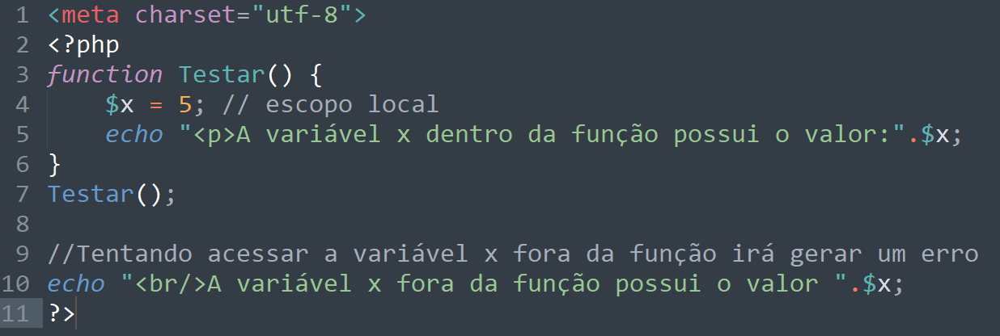 1 <meta charset="utf-8">
2 <?php
3 function Testar() {
4     $x = 5; // escopo local
5     echo "<p>A variável x dentro da função possui o valor:".$x;
6 }
7 Testar();
8
9 //Tentando acessar a variável x fora da função irá gerar um erro
10 echo "<br/>A variável x fora da função possui o valor ".$x;
11 ?>